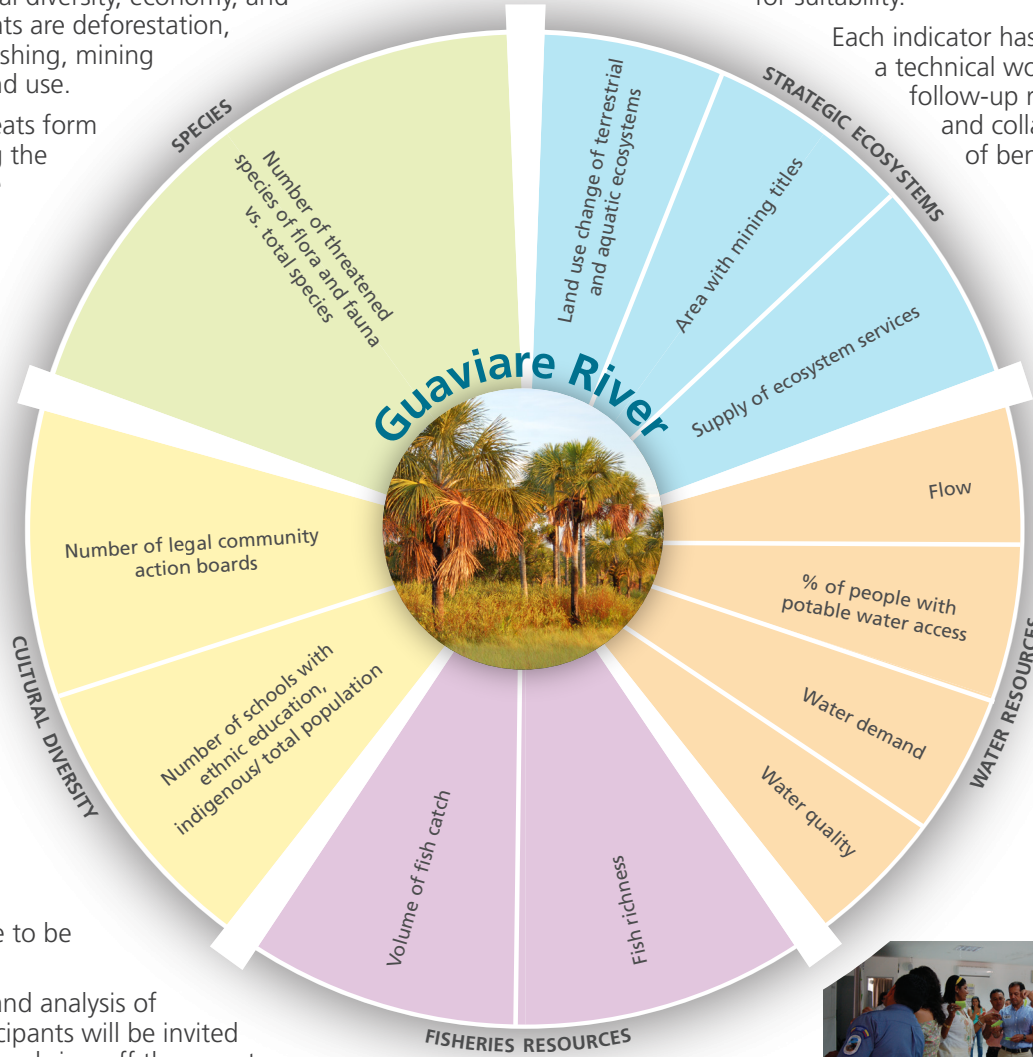 al diversity, economy, and
nts are deforestation,
shing, mining
nd use.
eats form
g the
for suitability.
Each indicator has
a technical wo
follow-up r
and colla
of ben
SPECIES
Number of threatened
species of flora and fauna
vs. total species
STRATEGIC ECOSYSTEMS
Land use change of terrestrial
and aquatic ecosystems
Area with mining titles
Supply of ecosystem services
Guaviare River
Flow
% of people with
potable water access
Water demand
Water quality
WATER RESOURCES
Number of legal community
action boards
Number of schools with
ethnic education,
indigenous/ total population
CULTURAL DIVERSITY
Volume of fish catch
Fish richness
FISHERIES RESOURCES
e to be
and analysis of
cipants will be invited